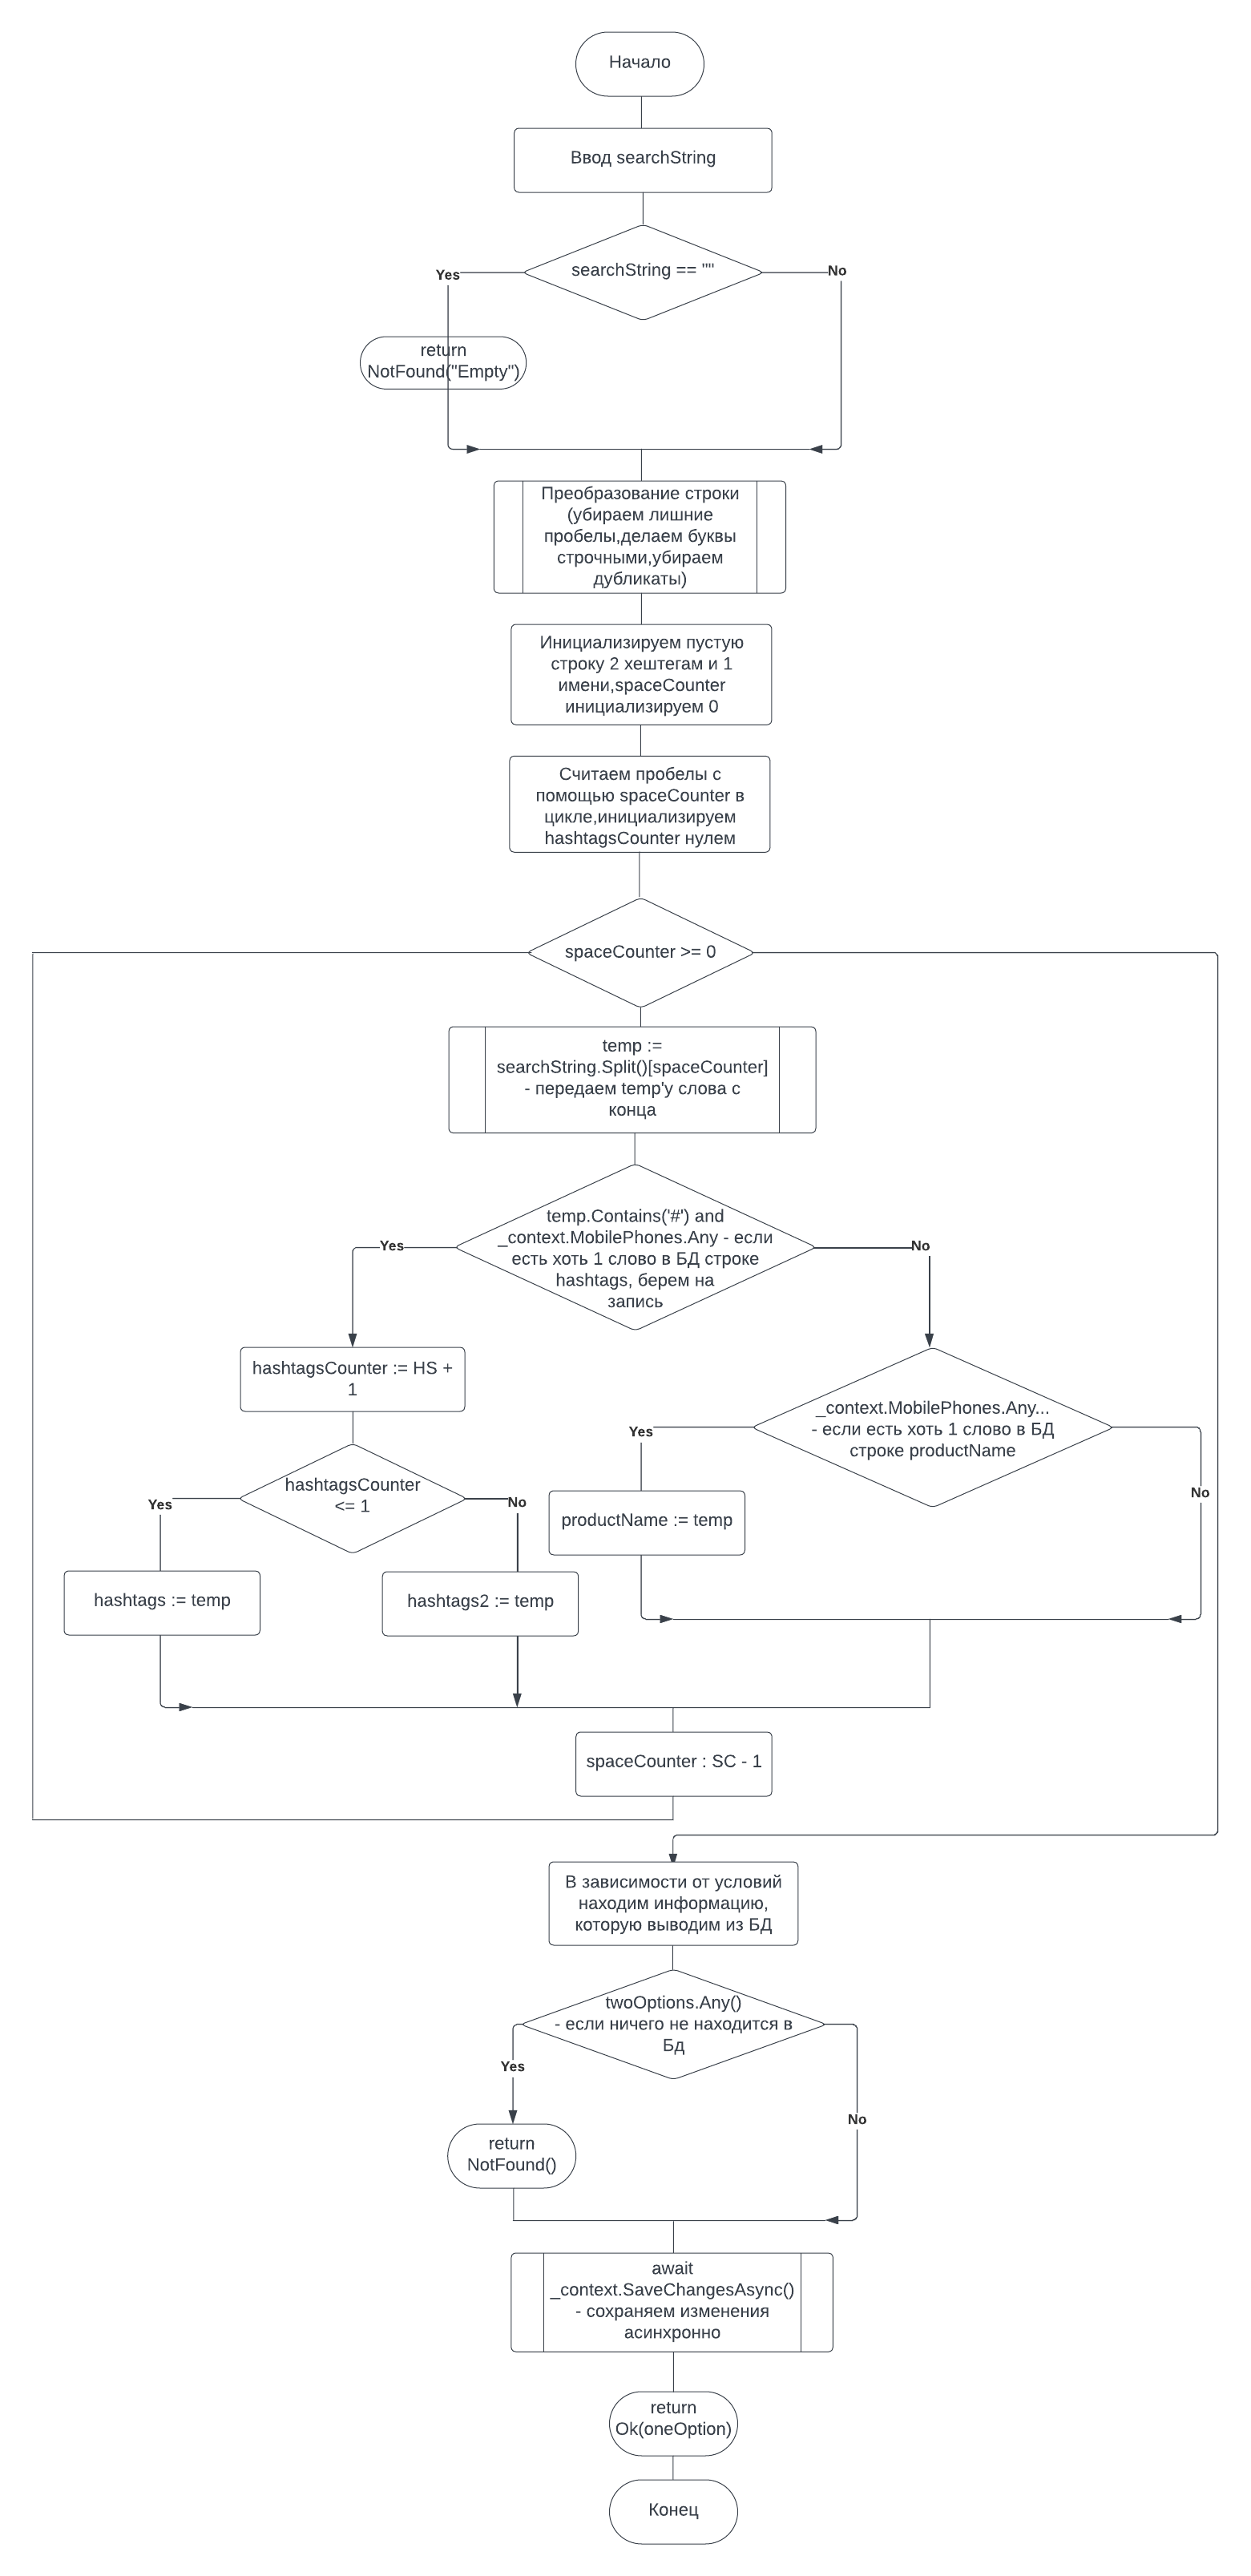 Начало
Ввод searchString
searchString == ""
Yes
No
return
NotFound("Empty")
Преобразование строки
(убираем лишние
пробелы,делаем буквы
строчными,убираем
дубликаты)
Инициализируем пустую
строку 2 хештегам и 1
имени,spaceCounter
инициализируем 0
Считаем пробелы с
помощью spaceCounter в
цикле,инициализируем
hashtagsCounter нулем
spaceCounter >= 0
temp :=
searchString.Split()[spaceCounter]
- передаем temp'у слова с
конца
temp.Contains('#') and
_context.MobilePhones.Any - если
есть хоть 1 слово в БД строке
hashtags, берем на
запись
Yes
No
hashtagsCounter := HS +
1
_context.MobilePhones.Any...
- если есть хоть 1 слово в БД
строке productName
Yes
No
hashtagsCounter
<= 1
Yes
No
productName := temp
hashtags := temp
hashtags2 := temp
spaceCounter : SC - 1
В зависимости от условий
находим информацию,
которую выводим из БД
twoOptions.Any()
- если ничего не находится в
Бд
Yes
No
return
NotFound()
await
_context.SaveChangesAsync()
- сохраняем изменения
асинхронно
return
Ok(oneOption)
Конец